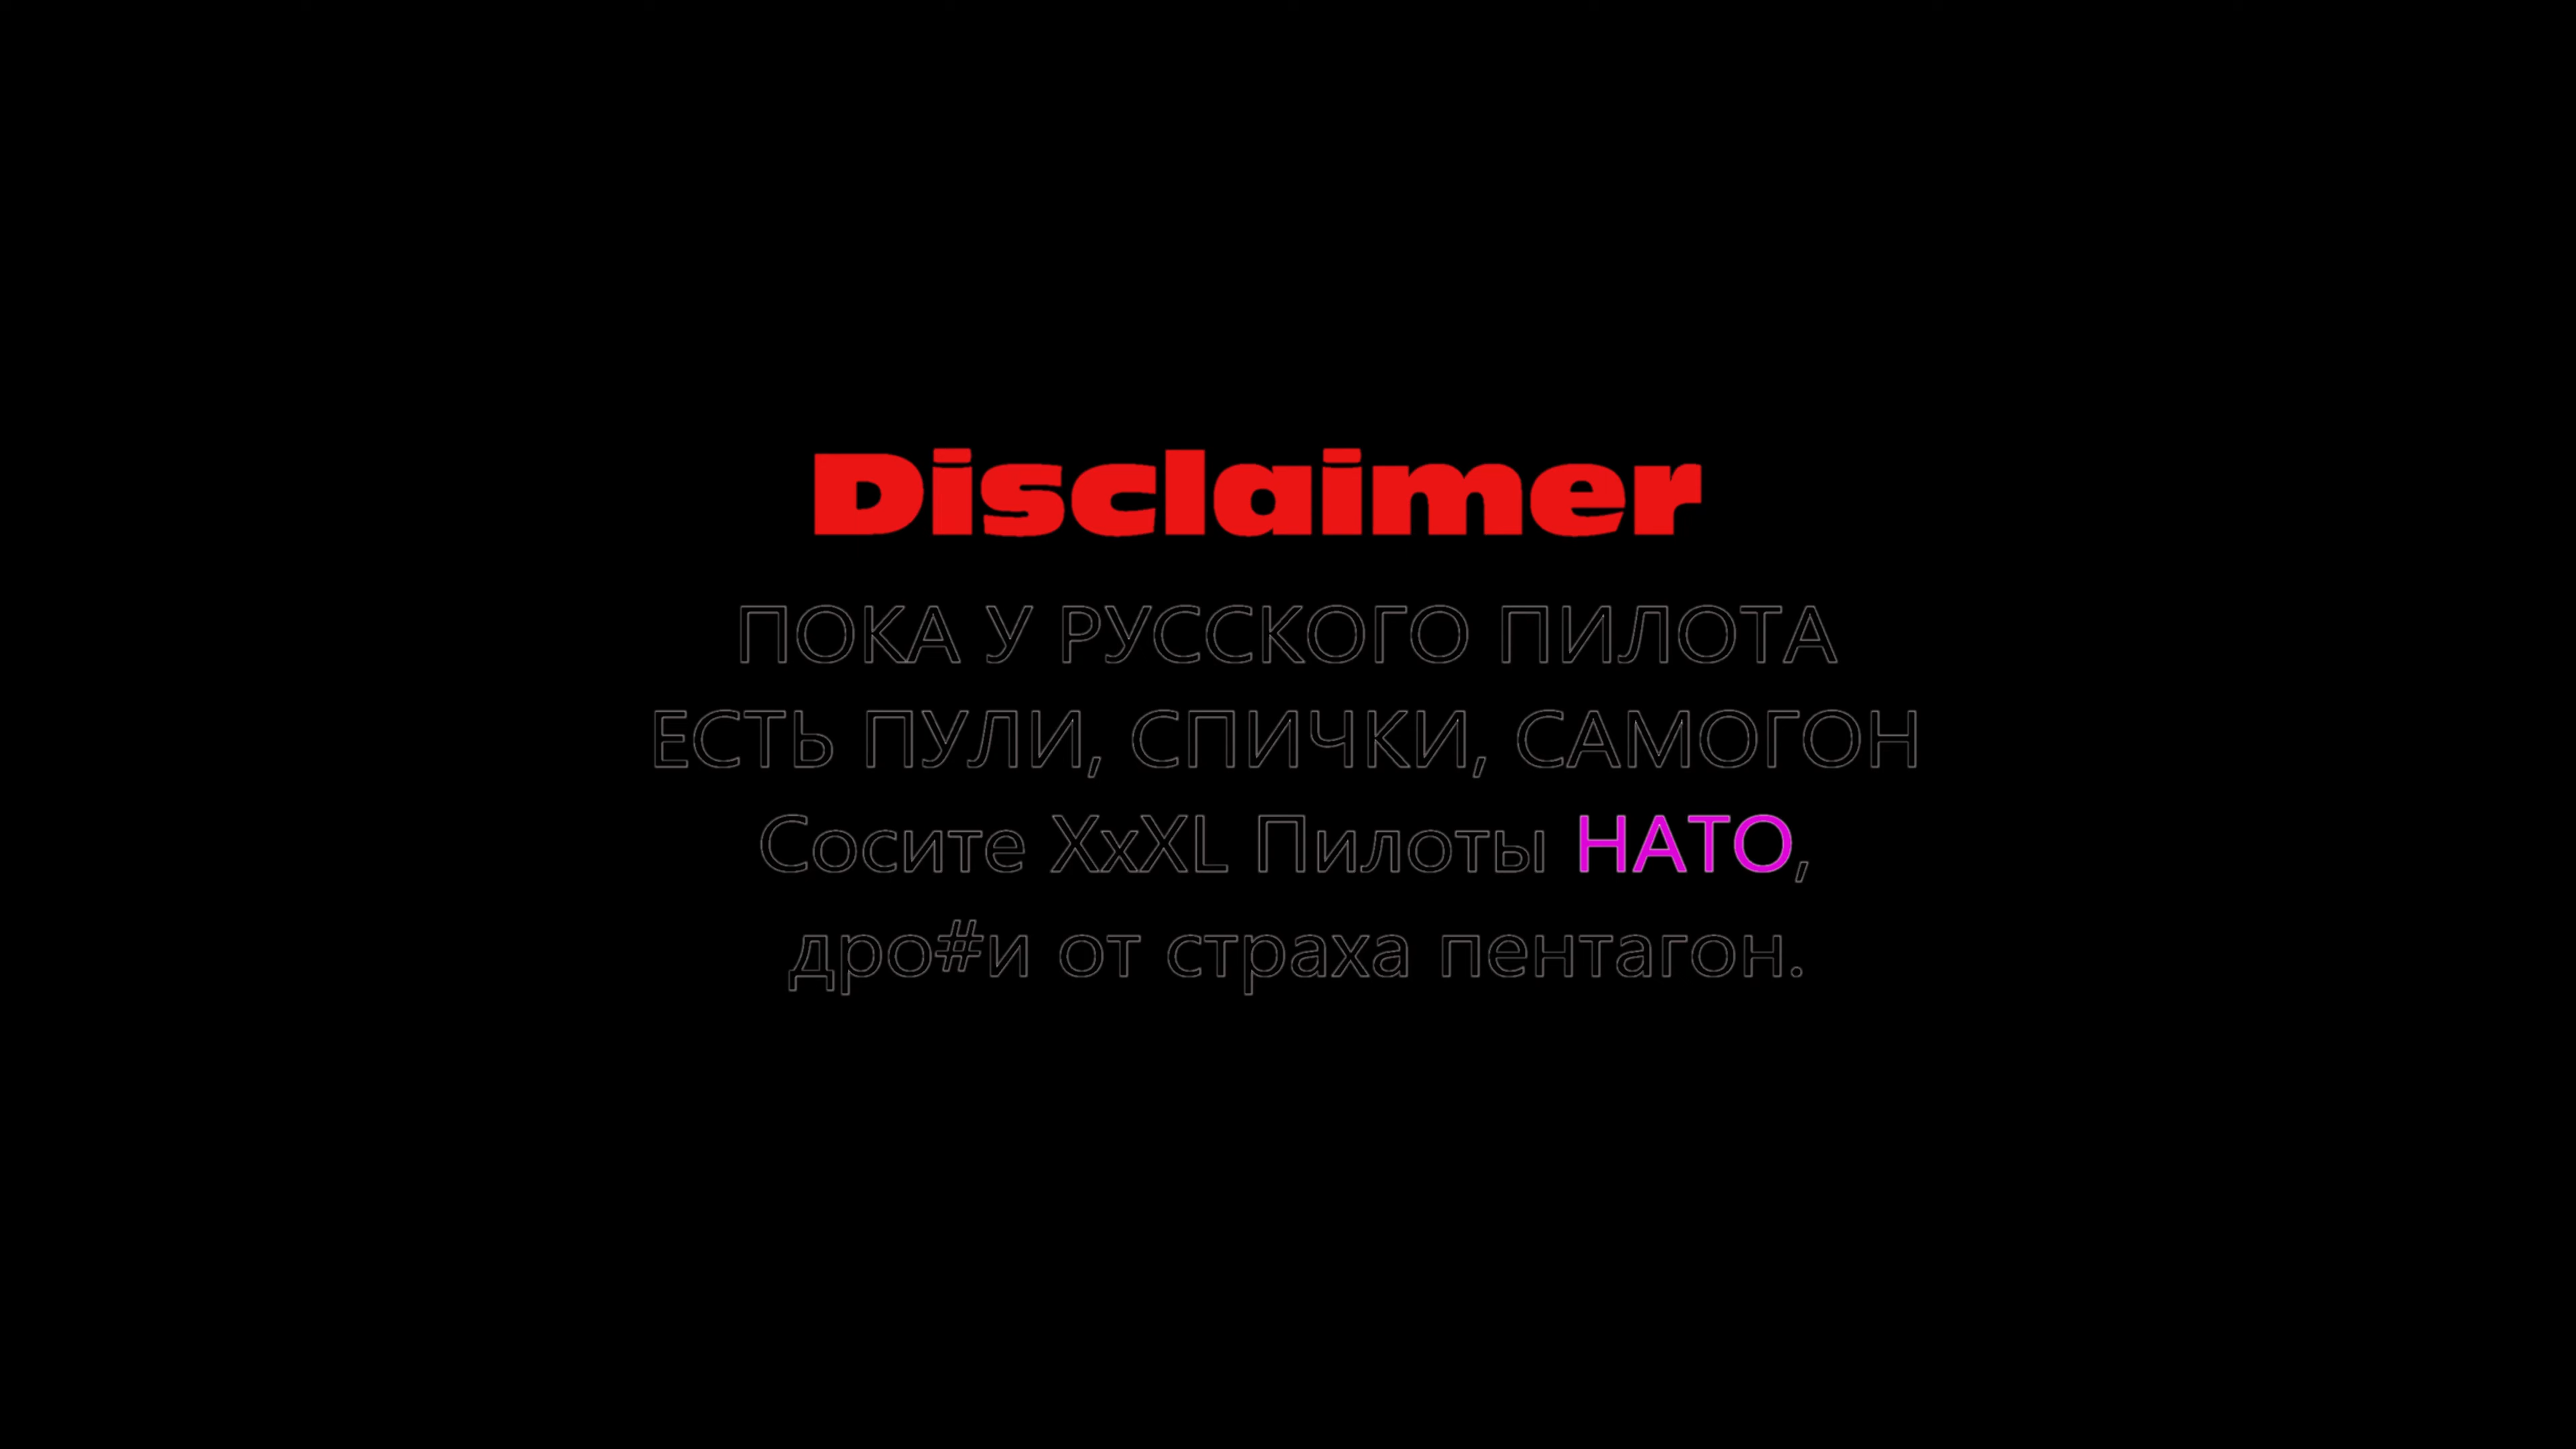 Disclaimer
ПОКА У РУССКОГО ПИЛОТА
ЕСТЬ ПУЛИ, СПИЧКИ, САМОГОН
Сосите XxXL Пилоты НАТО,
дро#и от страха пентагон.